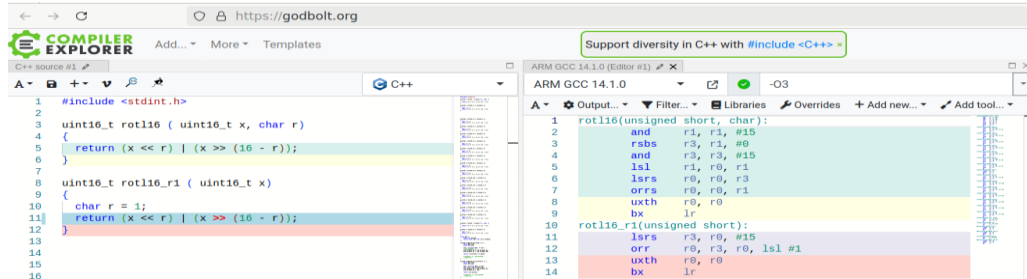 https://godbolt.org
COMPILER
EXPLORER
Add... More Templates
Support diversity in C++ with #include <C++> ×
C++ source #1
ARM GCC 14.1.0 (Editor #1) × 
A C++
ARM GCC 14.1.0 -O3
A Output... Filter... Libraries Overrides + Add new... Add tool...
1 #include <stdint.h>
2
3 uint16_t rotl16 ( uint16_t x, char r)
4 {
5 return (x << r) | (x >> (16 - r));
6 }
7
8 uint16_t rotl16_r1 ( uint16_t x)
9 {
10 char r = 1;
11 return (x << r) | (x >> (16 - r));
12 }
13
14
15
16
1 rotl16(unsigned short, char):
2 and r1, r1, #15
3 rsbs r3, r1, #0
4 and r3, r3, #15
5 lsl r1, r0, r1
6 lsrs r0, r0, r3
7 orrs r0, r0, r1
8 uxth r0, r0
9 bx lr
10 rotl16_r1(unsigned short):
11 lsrs r3, r0, #15
12 orr r0, r3, r0, lsl #1
13 uxth r0, r0
14 bx lr